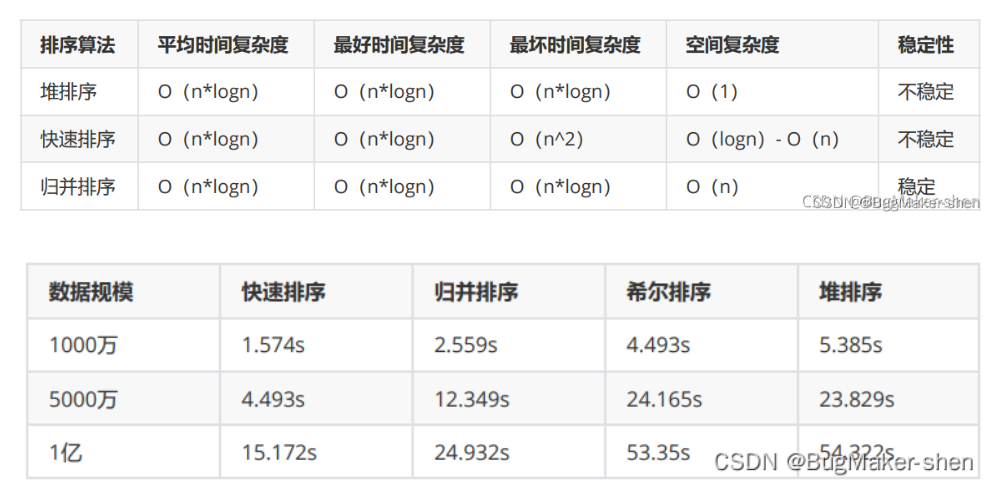 排序算法 平均时间复杂度 最好时间复杂度 最坏时间复杂度 空间复杂度 稳定性
堆排序 O（n*logn） O（n*logn） O（n*logn） O（1） 不稳定
快速排序 O（n*logn） O（n*logn） O（n^2） O（logn）- O（n） 不稳定
归并排序 O（n*logn） O（n*logn） O（n*logn） O（n） 稳定
CSDN @BugMaker-shen
数据规模 快速排序 归并排序 希尔排序 堆排序
1000万 1.574s 2.559s 4.493s 5.385s
5000万 4.493s 12.349s 24.165s 23.829s
1亿 15.172s 24.932s 53.35s 54.322s
CSDN @BugMaker-shen